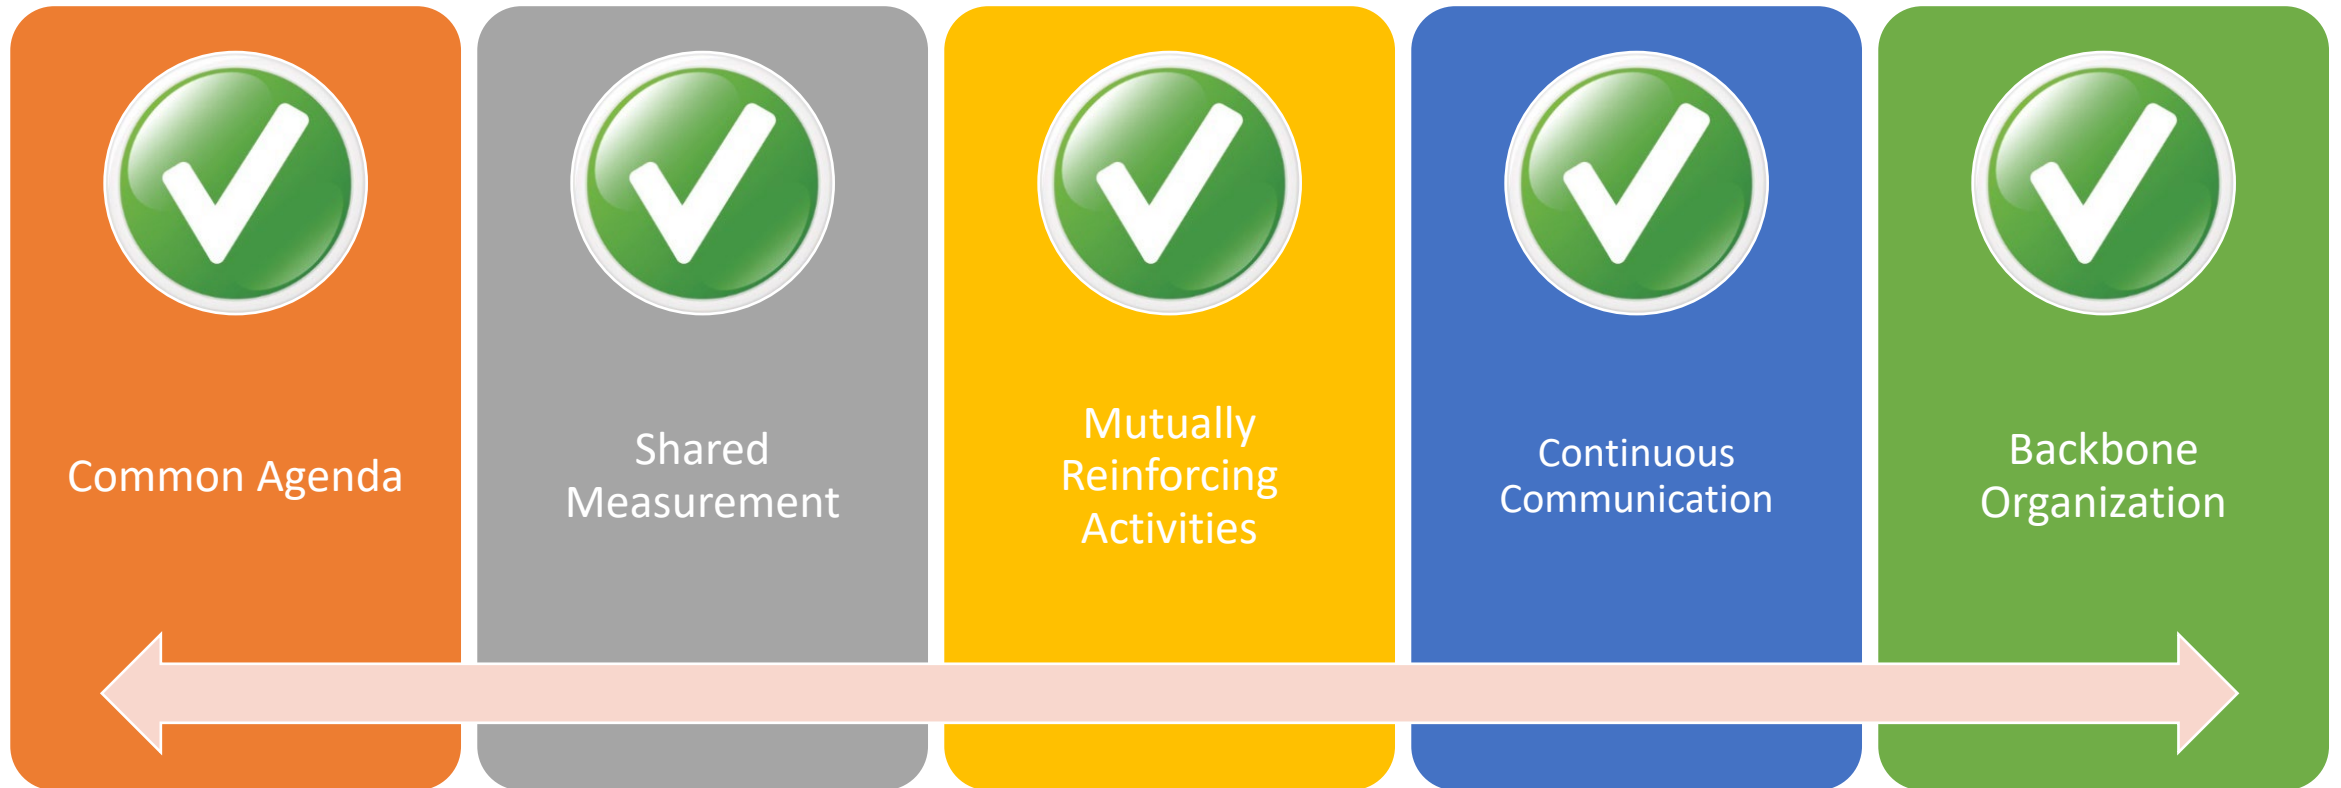 Common Agenda
Shared
Measurement
Mutually
Reinforcing
Activities
Continuous
Communication
Backbone
Organization